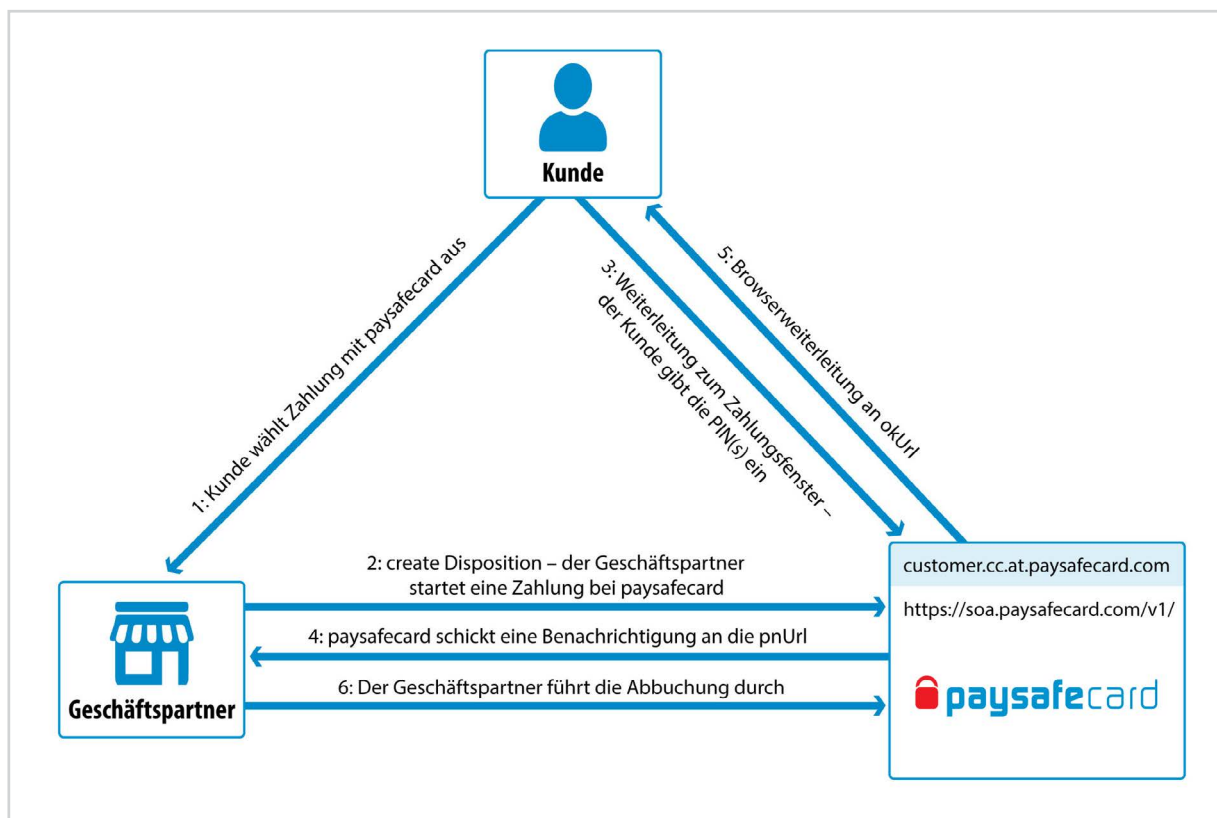 Kunde
1: Kunde wählt Zahlung mit paysafecard aus
3: Weiterleitung zum Zahlungsfenster –
der Kunde gibt die PIN(s) ein
5: Browserweiterleitung an okUrl
2: create Disposition – der Geschäftspartner
startet eine Zahlung bei paysafecard
4: paysafecard schickt eine Benachrichtigung an die pnUrl
6: Der Geschäftspartner führt die Abbuchung durch
Geschäftspartner
customer.cc.at.paysafecard.com
https://soa.paysafecard.com/v1/
paysafecard